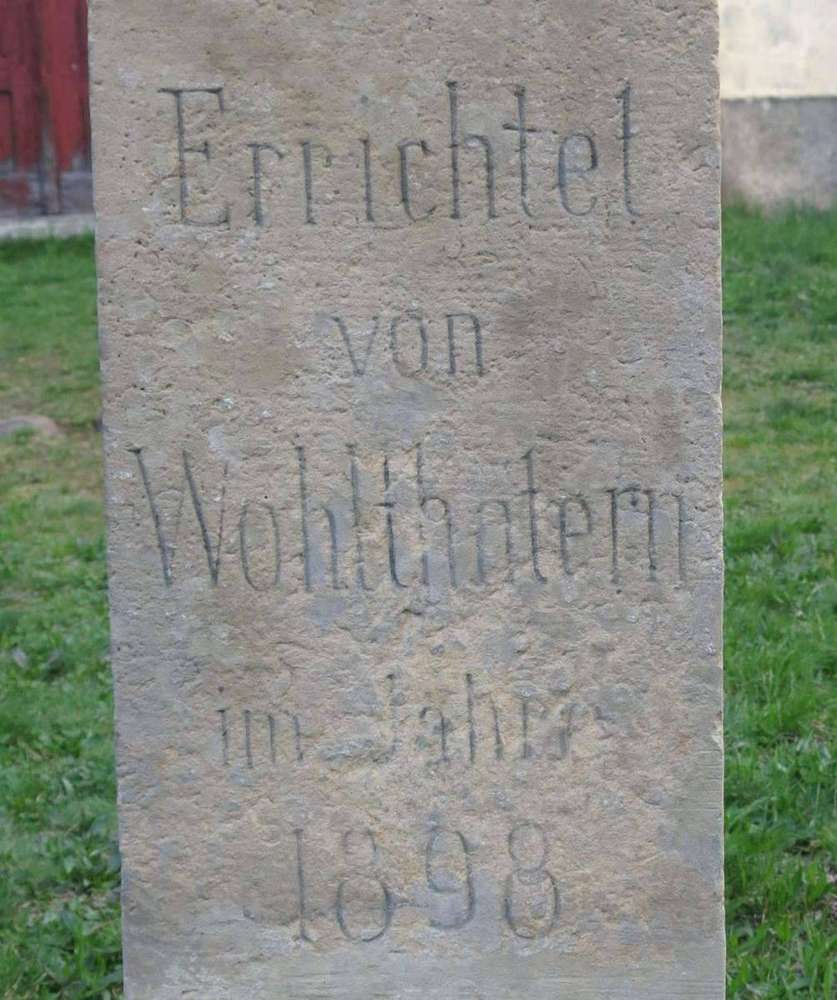 Errichtet
von
Wohlthätern
im Jahre
1898